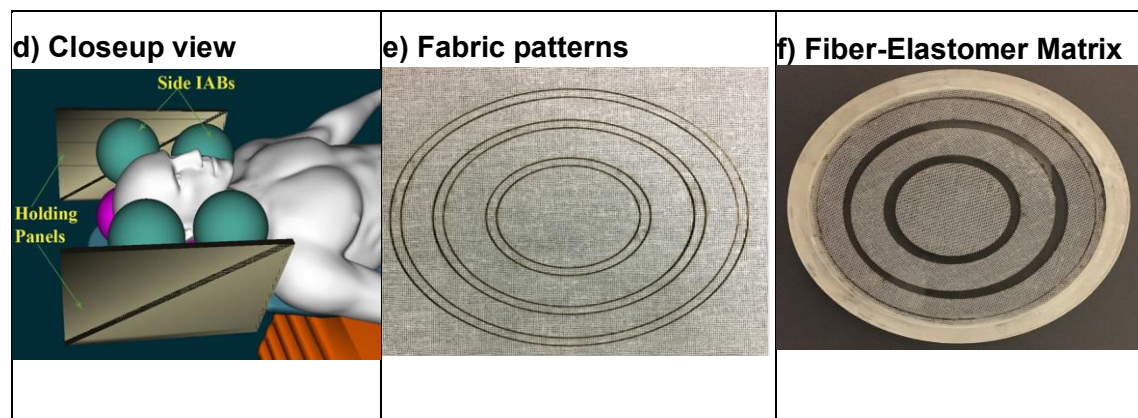 d) Closeup view
Side IABs
Holding
Panels
e) Fabric patterns
f) Fiber-Elastomer Matrix